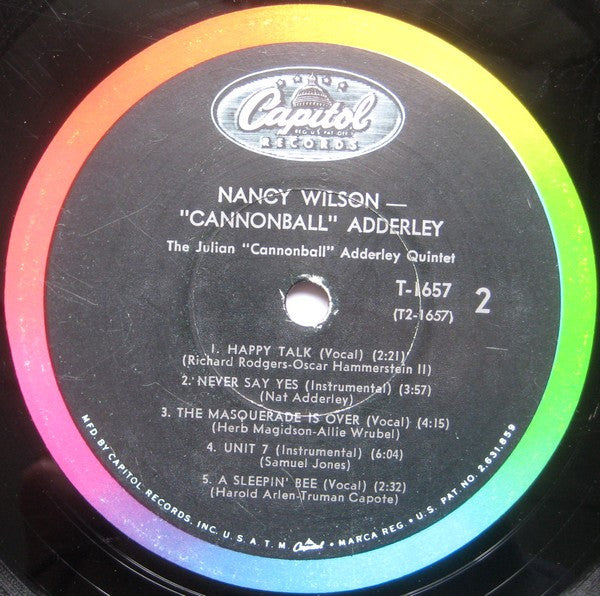 Capitol
REG. U.S. PAT. OFF.
RECORDS
NANCY WILSON —
"CANNONBALL" ADDERLEY
The Julian "Cannonball" Adderley Quintet
T-1657
2
(T2-1657)
1. HAPPY TALK (Vocal) (2:21)
(Richard Rodgers-Oscar Hammerstein II)
2. NEVER SAY YES (Instrumental) (3:57)
(Nat Adderley)
3. THE MASQUERADE IS OVER (Vocal) (4:15)
(Herb Magidson-Allie Wrubel)
4. UNIT 7 (Instrumental) (6:04)
(Samuel Jones)
5. A SLEEPIN' BEE (Vocal) (2:32)
(Harold Arlen-Truman Capote)
MFD. BY CAPITOL RECORDS, INC. U.S.A. T.M. Capitol • MARCA REG. • U.S. PAT. NO. 2,631,859